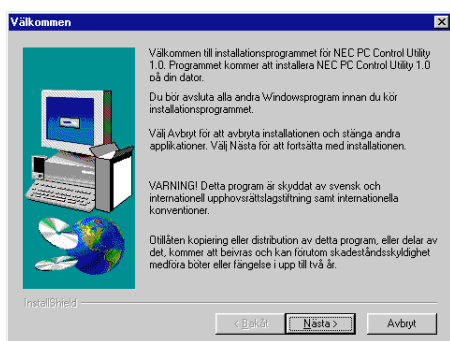 Välkommen
Välkommen till installationsprogrammet för NEC PC Control Utility
1.0. Programmet kommer att installera NEC PC Control Utility 1.0
på din dator.
Du bör avsluta alla andra Windowsprogram innan du kör
installationsprogrammet.
Välj Avbryt för att avbryta installationen och stänga andra
applikationer. Välj Nästa för att fortsätta med installationen.
VARNING! Detta program är skyddat av svensk och
internationell upphovsrättslagstiftning samt internationella
konventioner.
Otillåten kopiering eller distribution av detta program, eller delar av
det, kommer att beivras och kan förutom skadeståndsskyldighet
medföra böter eller fängelse i upp till två år.
InstallShield
< Bakåt
Nästa >
Avbryt